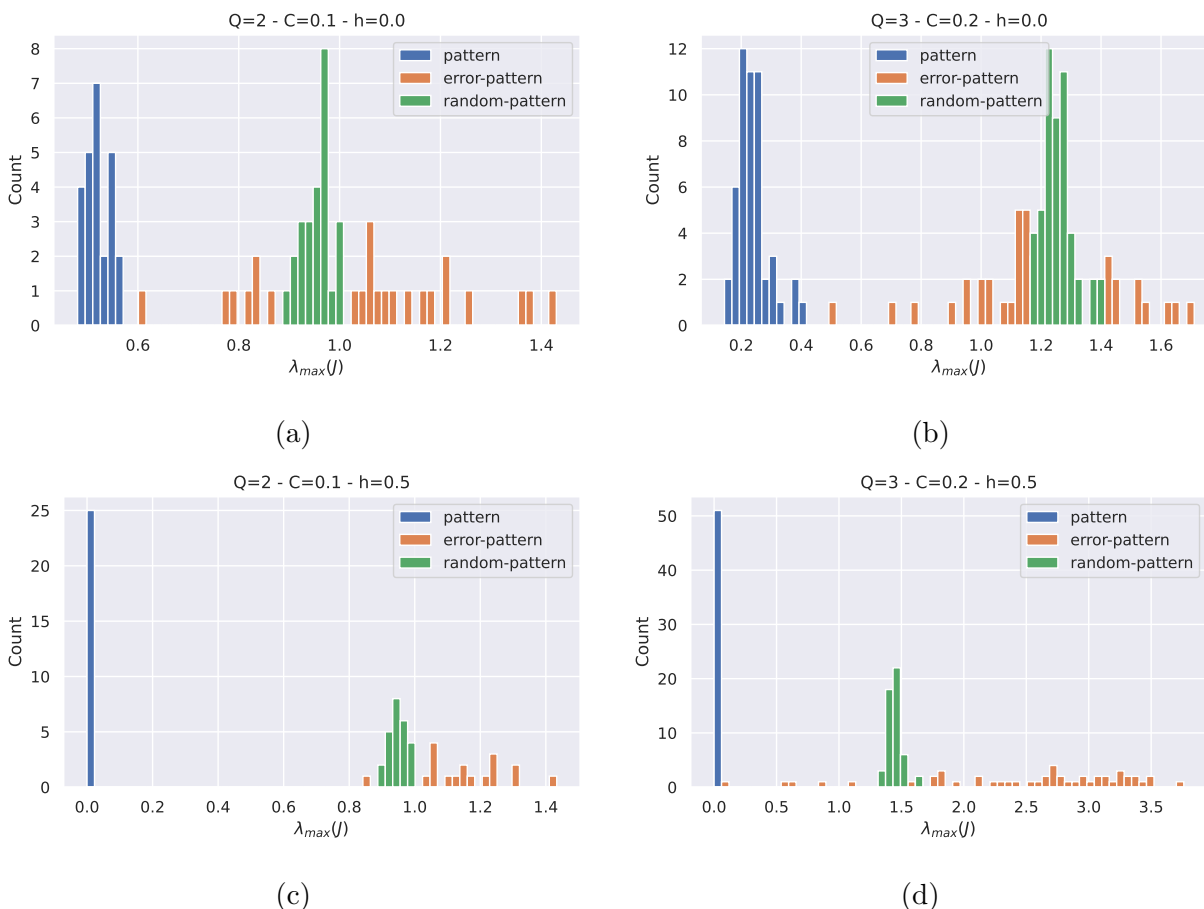 Q=2 - C=0.1 - h=0.0
8
7
6
5
4
3
2
1
0
Count
pattern
error-pattern
random-pattern
0.6 0.8 1.0 1.2 1.4
λmax(J)
(a)
Q=3 - C=0.2 - h=0.0
12
10
8
6
4
2
0
Count
pattern
error-pattern
random-pattern
0.2 0.4 0.6 0.8 1.0 1.2 1.4 1.6
λmax(J)
(b)
Q=2 - C=0.1 - h=0.5
25
20
15
10
5
0
Count
pattern
error-pattern
random-pattern
0.0 0.2 0.4 0.6 0.8 1.0 1.2 1.4
λmax(J)
(c)
Q=3 - C=0.2 - h=0.5
50
40
30
20
10
0
Count
pattern
error-pattern
random-pattern
0.0 0.5 1.0 1.5 2.0 2.5 3.0 3.5
λmax(J)
(d)